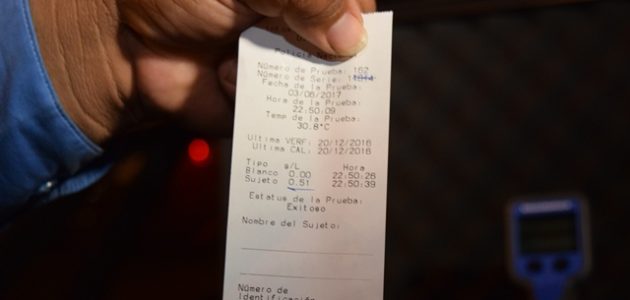 Policía
Número de Prueba: 162
Número de Serie:
Fecha de la Prueba:
03/08/2017
Hora de la Prueba:
22:50:09
Temp de la Prueba:
30.8°C
Ultima VERF: 20/12/2016
Ultima CAL: 20/12/2016
Tipo g/L Hora
Blanco 0.00 22:50:26
Sujeto 0.51 22:50:39
Estatus de la Prueba:
Exitoso
Nombre del Sujeto:
Número de
Identificación